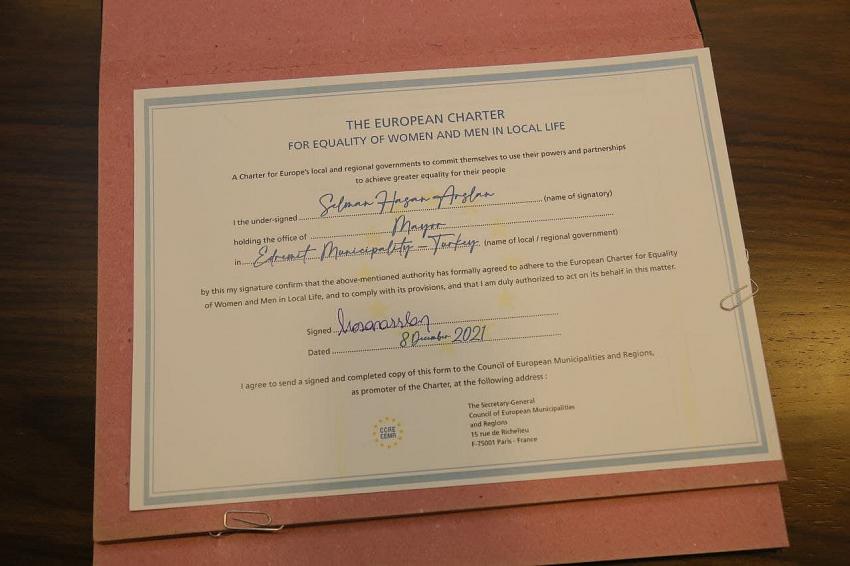 THE EUROPEAN CHARTER
FOR EQUALITY OF WOMEN AND MEN IN LOCAL LIFE
A Charter for Europe's local and regional governments to commit themselves to use their powers and partnerships
to achieve greater equality for their people
I the under-signed Selman Hasan Arslan (name of signatory)
holding the office of Mayor
in Edremit Municipality - Turkey (name of local / regional government)
by this my signature confirm that the above-mentioned authority has formally agreed to adhere to the European Charter for Equality
of Women and Men in Local Life, and to comply with its provisions, and that I am duly authorized to act on its behalf in this matter.
Signed
Dated 8 December 2021
I agree to send a signed and completed copy of this form to the Council of European Municipalities and Regions,
as promoter of the Charter, at the following address :
CCRE
CEMR
The Secretary-General
Council of European Municipalities
and Regions
15 rue de Richelieu
F-75001 Paris - France